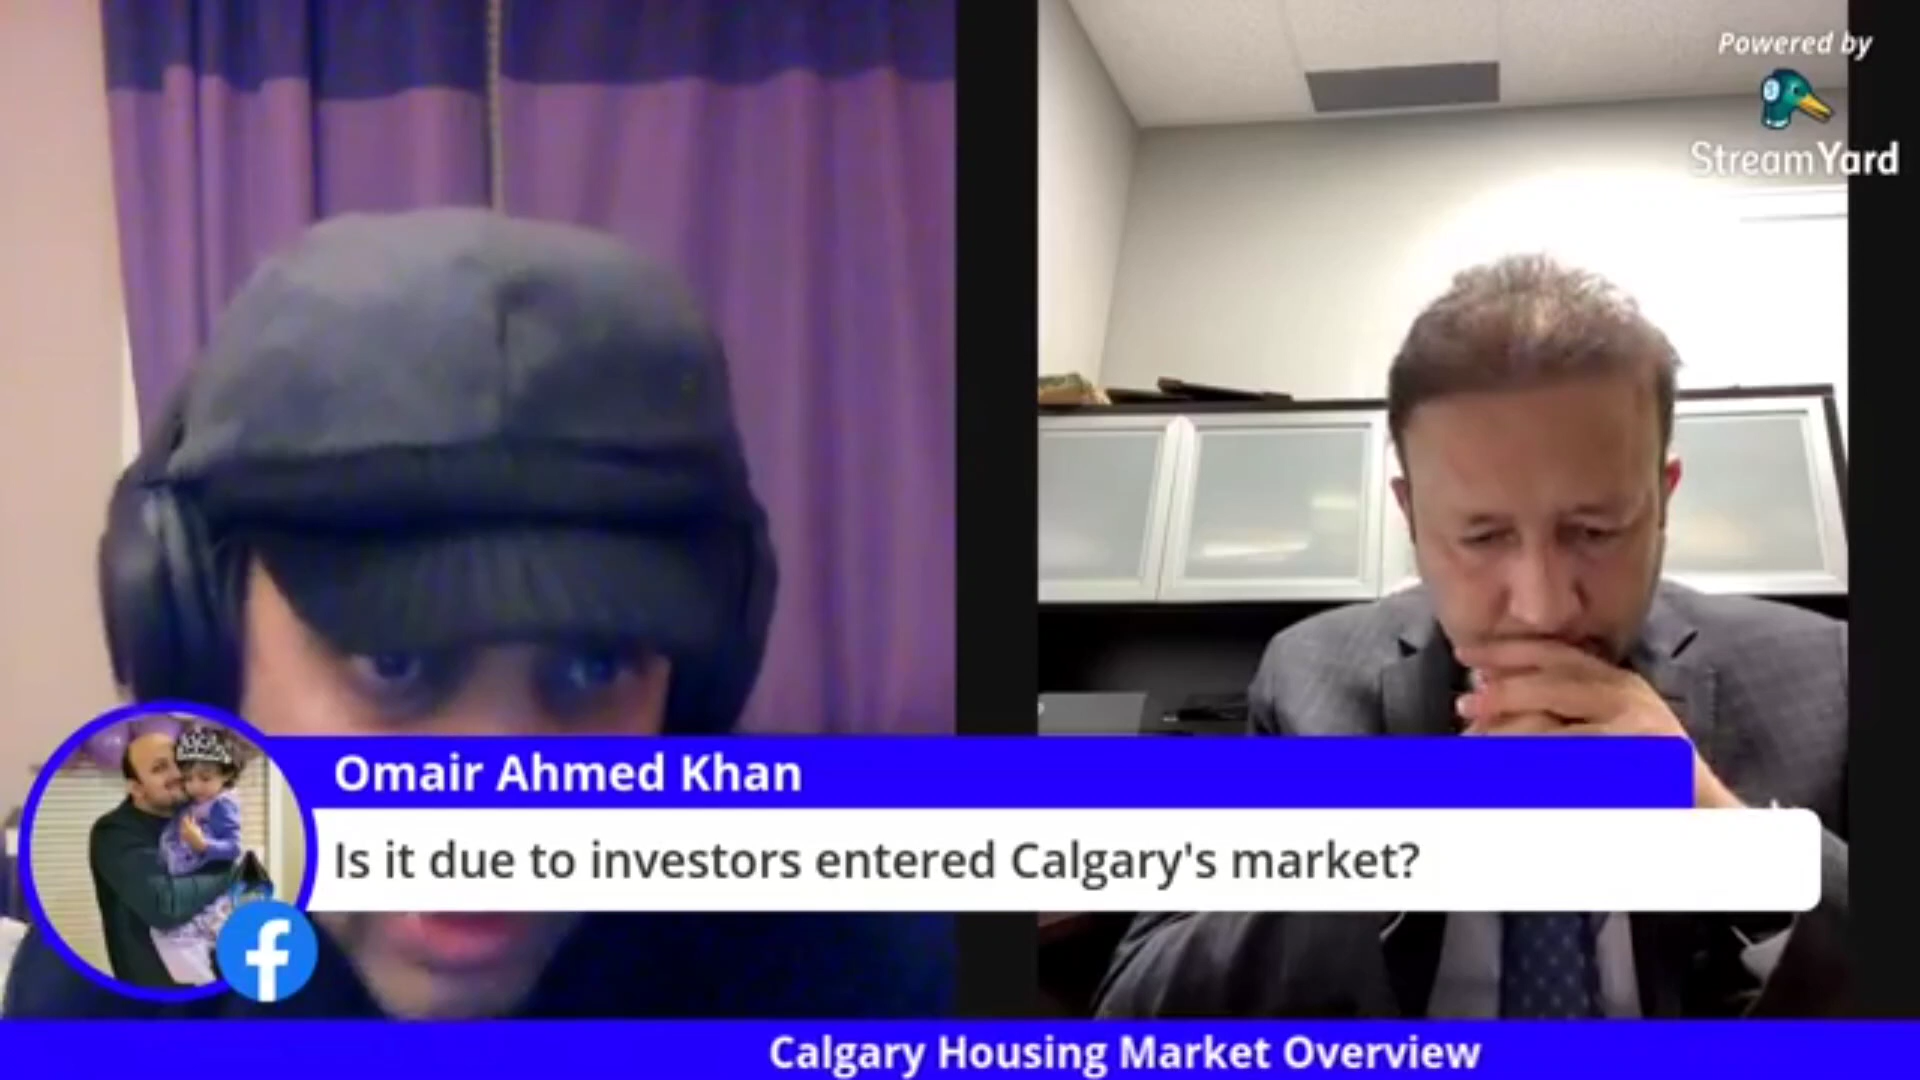 Powered by
StreamYard
Omair Ahmed Khan
Is it due to investors entered Calgary's market?
Calgary Housing Market Overview